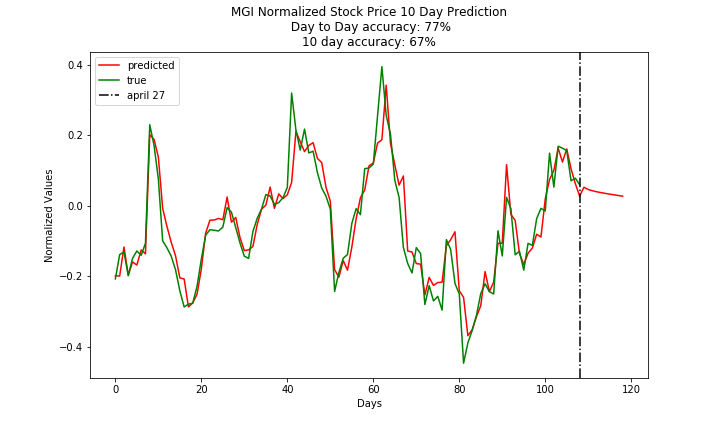 MGI Normalized Stock Price 10 Day Prediction
Day to Day accuracy: 77%
10 day accuracy: 67%
predicted
true
april 27
0.4
0.2
0.0
−0.2
−0.4
Normalized Values
0
20
40
60
80
100
120
Days